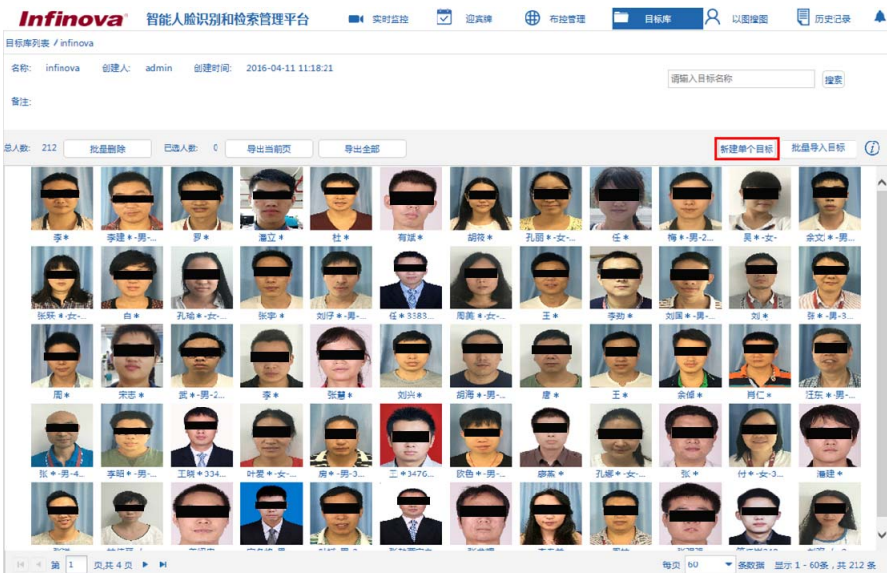 Infinova 智能人脸识别和检索管理平台 实时监控 迎宾牌 布控管理 目标库 以图搜图 历史记录
目标库列表 / infinova
名称: infinova 创建人: admin 创建时间: 2016-04-11 11:18:21
请输入目标名称 搜索
备注:
总人数: 212 批量删除 已选人数: 0 导出当前页 导出全部 新建单个目标 批量导入目标
李* 李建*-男-... 罗* 潘立* 杜* 有斌* 胡筱* 孔丽*-女-... 任* 梅*-男-2... 吴*-女- 余文*-男...
张跃*-女-... 白* 孔瑜*-女-... 张宇* 刘仔*-男-... 任*3383... 周美*-女-... 王* 李勋* 刘国*-男-... 刘* 张*-男-3...
周* 宋志* 武*-男-2... 李* 张慧* 刘兴* 胡海*-男-... 唐* 王* 余倬* 肖仁* 汪东*-男-...
张*-男-4... 李昭*-男-... 王晓*334... 叶爱*-女-... 房*-男-3... 王*3476... 欧色*-男-... 廖燕* 孔娜*-女-... 张* 付*-女-3... 潘建*
第 1 页,共 4 页 每页 60 条数据 显示 1 - 60条 , 共 212 条